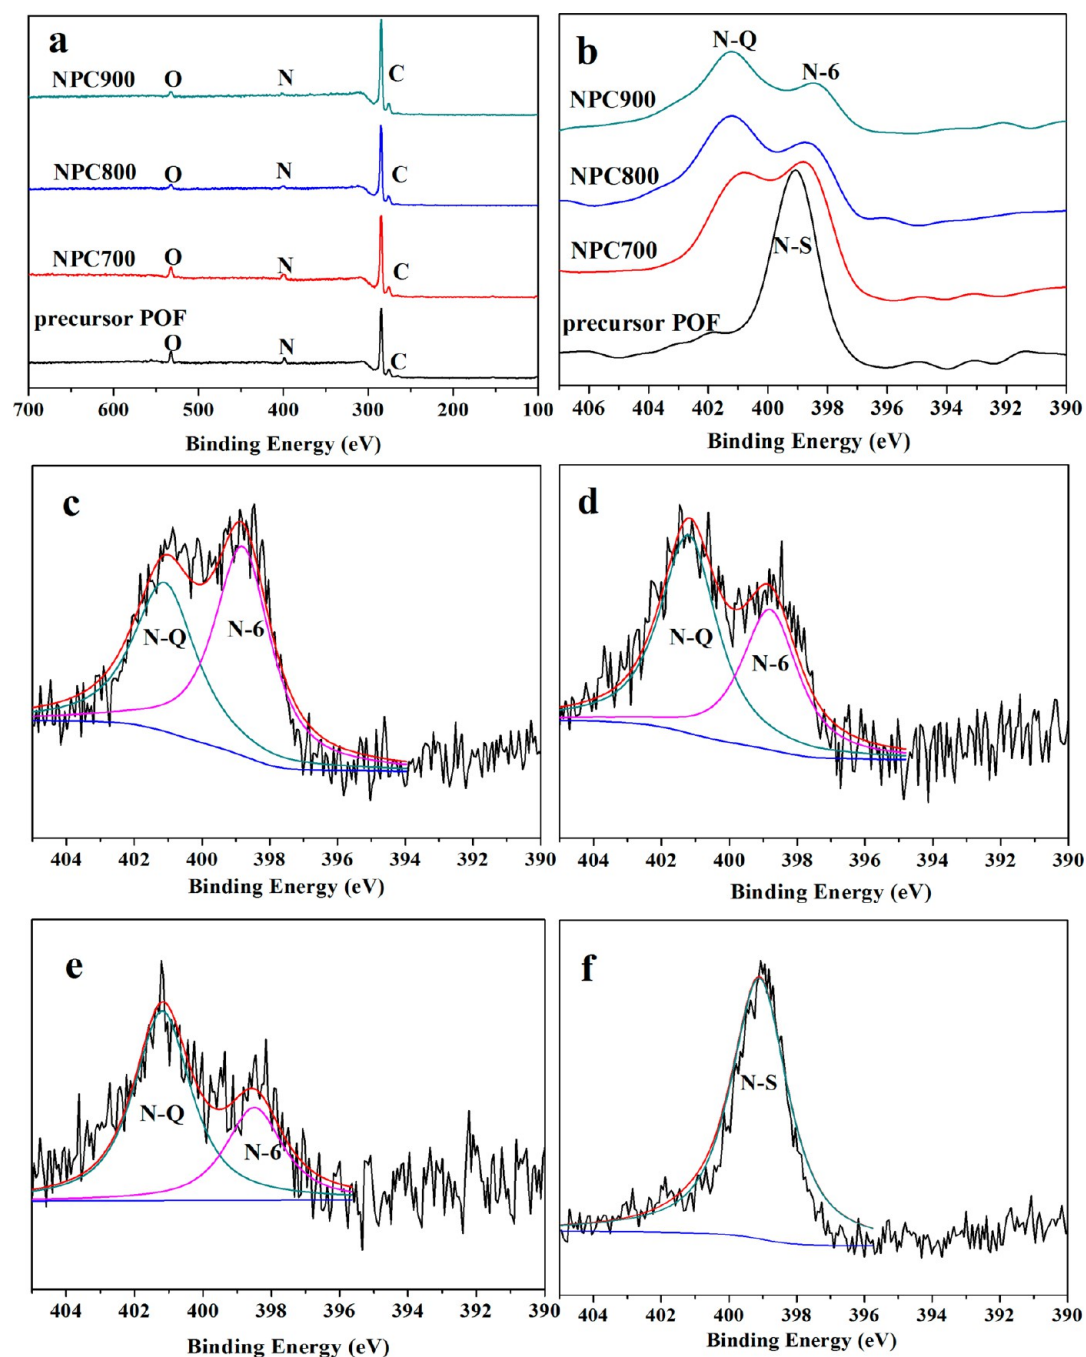 a
NPC900
O
N
C
NPC800
O
N
C
NPC700
O
N
C
precursor POF
O
N
C
700 600 500 400 300 200 100
Binding Energy (eV)
b
N-Q
N-6
NPC900
NPC800
NPC700
N-S
precursor POF
406 404 402 400 398 396 394 392 390
Binding Energy (eV)
c
N-Q
N-6
404 402 400 398 396 394 392 390
Binding Energy (eV)
d
N-Q
N-6
404 402 400 398 396 394 392 390
Binding Energy (eV)
e
N-Q
N-6
404 402 400 398 396 394 392 390
Binding Energy (eV)
f
N-S
404 402 400 398 396 394 392 390
Binding Energy (eV)